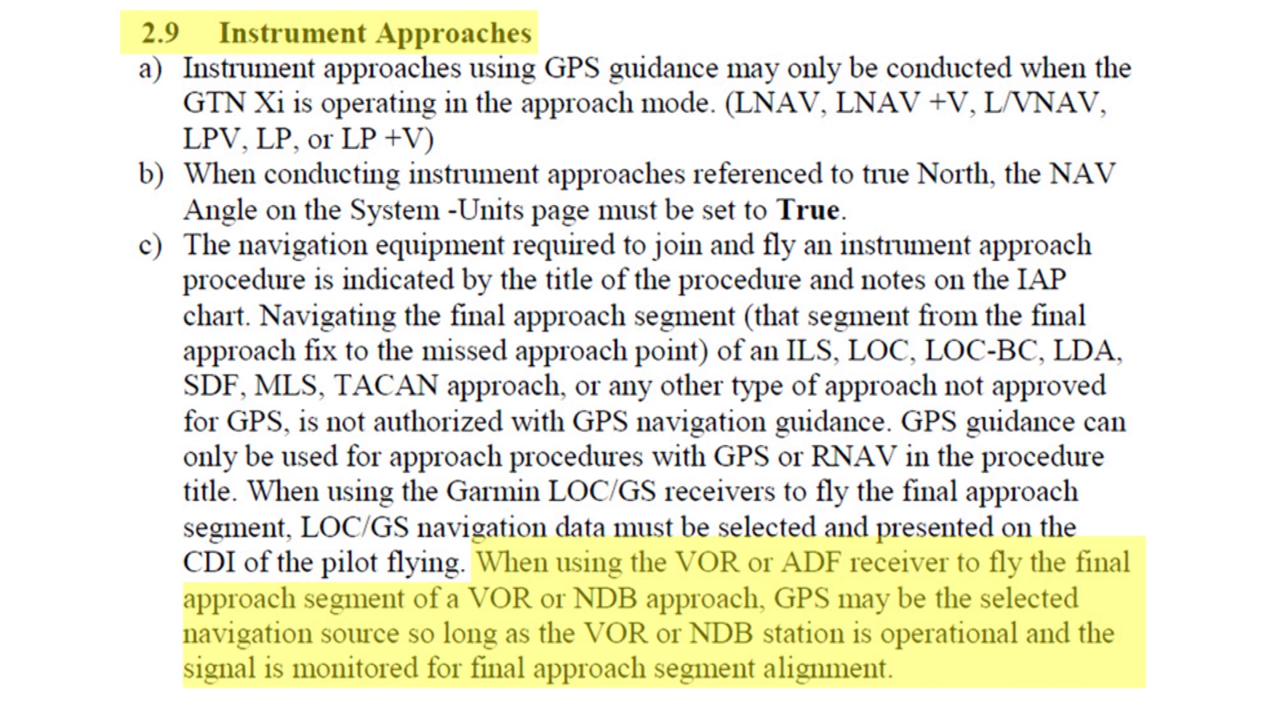 2.9 Instrument Approaches
a) Instrument approaches using GPS guidance may only be conducted when the
GTN Xi is operating in the approach mode. (LNAV, LNAV +V, L/VNAV,
LPV, LP, or LP +V)
b) When conducting instrument approaches referenced to true North, the NAV
Angle on the System -Units page must be set to True.
c) The navigation equipment required to join and fly an instrument approach
procedure is indicated by the title of the procedure and notes on the IAP
chart. Navigating the final approach segment (that segment from the final
approach fix to the missed approach point) of an ILS, LOC, LOC-BC, LDA,
SDF, MLS, TACAN approach, or any other type of approach not approved
for GPS, is not authorized with GPS navigation guidance. GPS guidance can
only be used for approach procedures with GPS or RNAV in the procedure
title. When using the Garmin LOC/GS receivers to fly the final approach
segment, LOC/GS navigation data must be selected and presented on the
CDI of the pilot flying. When using the VOR or ADF receiver to fly the final
approach segment of a VOR or NDB approach, GPS may be the selected
navigation source so long as the VOR or NDB station is operational and the
signal is monitored for final approach segment alignment.